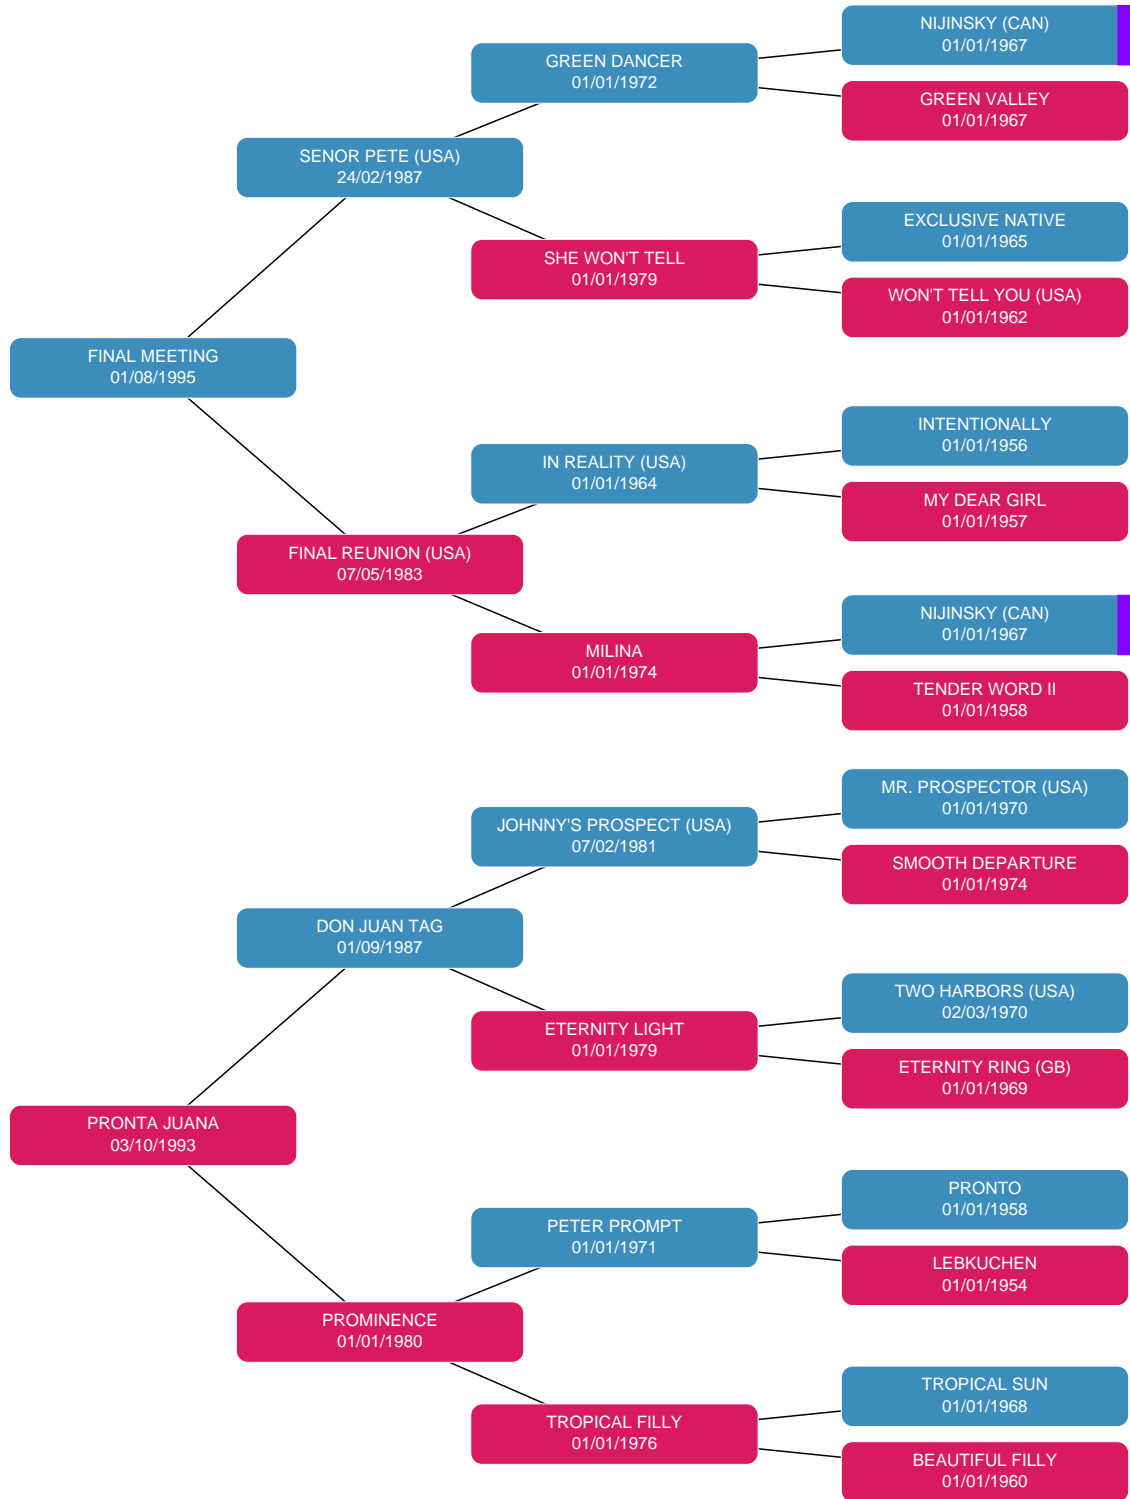 NIJINSKY (CAN)
01/01/1967
GREEN DANCER
01/01/1972
GREEN VALLEY
01/01/1967
SENOR PETE (USA)
24/02/1987
EXCLUSIVE NATIVE
01/01/1965
SHE WON'T TELL
01/01/1979
WON'T TELL YOU (USA)
01/01/1962
FINAL MEETING
01/08/1995
INTENTIONALLY
01/01/1956
IN REALITY (USA)
01/01/1964
MY DEAR GIRL
01/01/1957
FINAL REUNION (USA)
07/05/1983
NIJINSKY (CAN)
01/01/1967
MILINA
01/01/1974
TENDER WORD II
01/01/1958
MR. PROSPECTOR (USA)
01/01/1970
JOHNNY'S PROSPECT (USA)
07/02/1981
SMOOTH DEPARTURE
01/01/1974
DON JUAN TAG
01/09/1987
TWO HARBORS (USA)
02/03/1970
ETERNITY LIGHT
01/01/1979
ETERNITY RING (GB)
01/01/1969
PRONTA JUANA
03/10/1993
PRONTO
01/01/1958
PETER PROMPT
01/01/1971
LEBKUCHEN
01/01/1954
PROMINENCE
01/01/1980
TROPICAL SUN
01/01/1968
TROPICAL FILLY
01/01/1976
BEAUTIFUL FILLY
01/01/1960